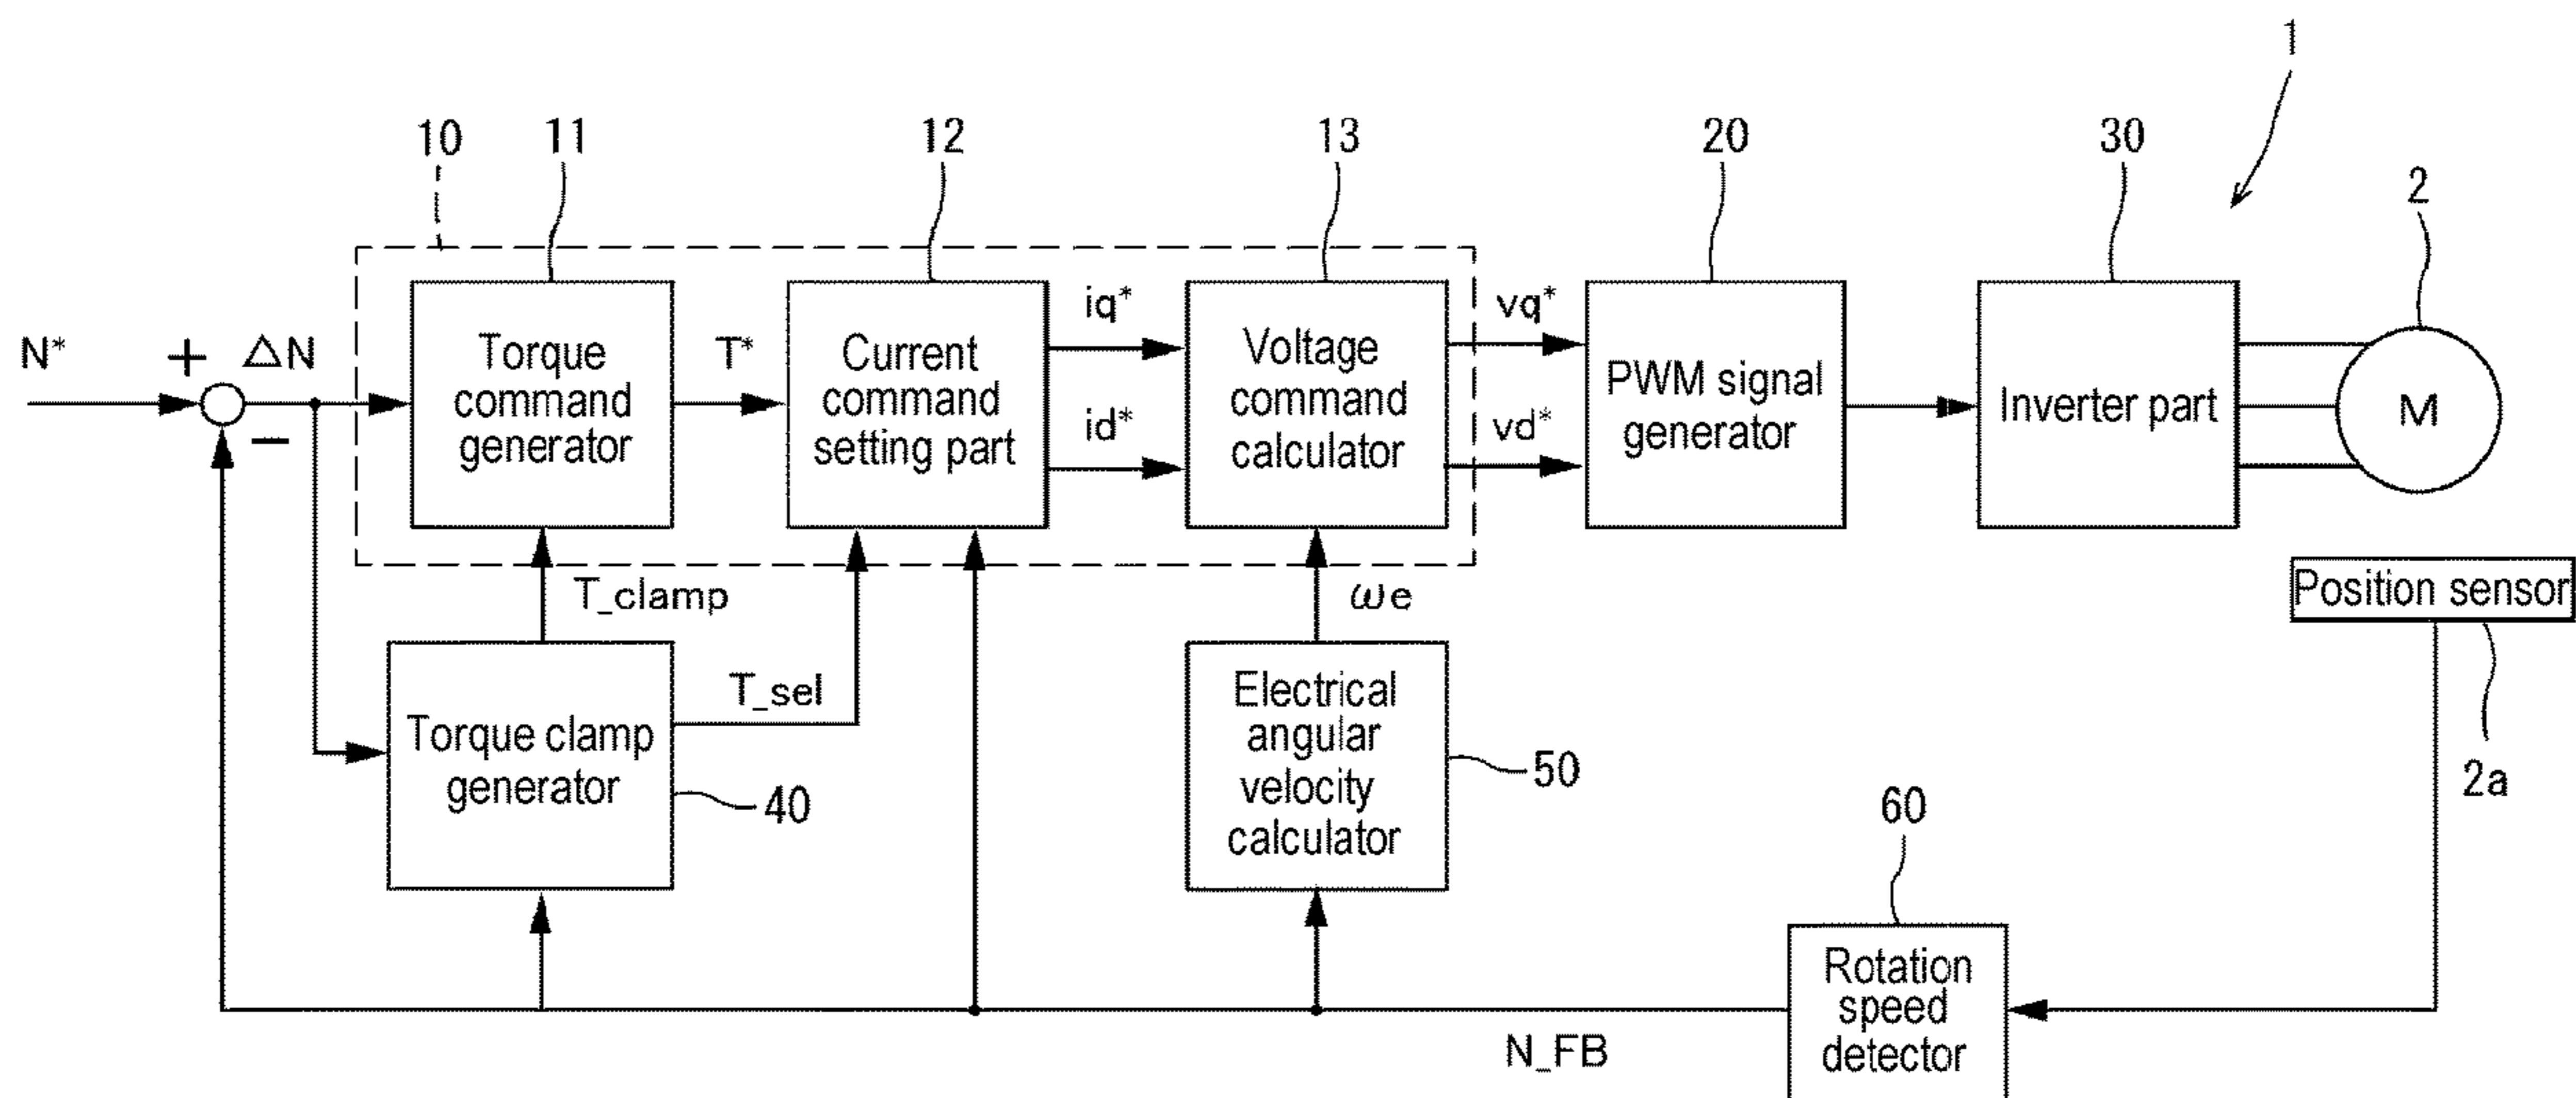 1
10
11
12
13
20
30
2
N*
+
△N
−
Torque
command
generator
T*
Current
command
setting part
iq*
id*
Voltage
command
calculator
vq*
vd*
PWM signal
generator
Inverter part
M
T_clamp
T_sel
ωe
Position sensor
2a
Torque clamp
generator
40
Electrical
angular
velocity
calculator
50
60
Rotation
speed
detector
N_FB